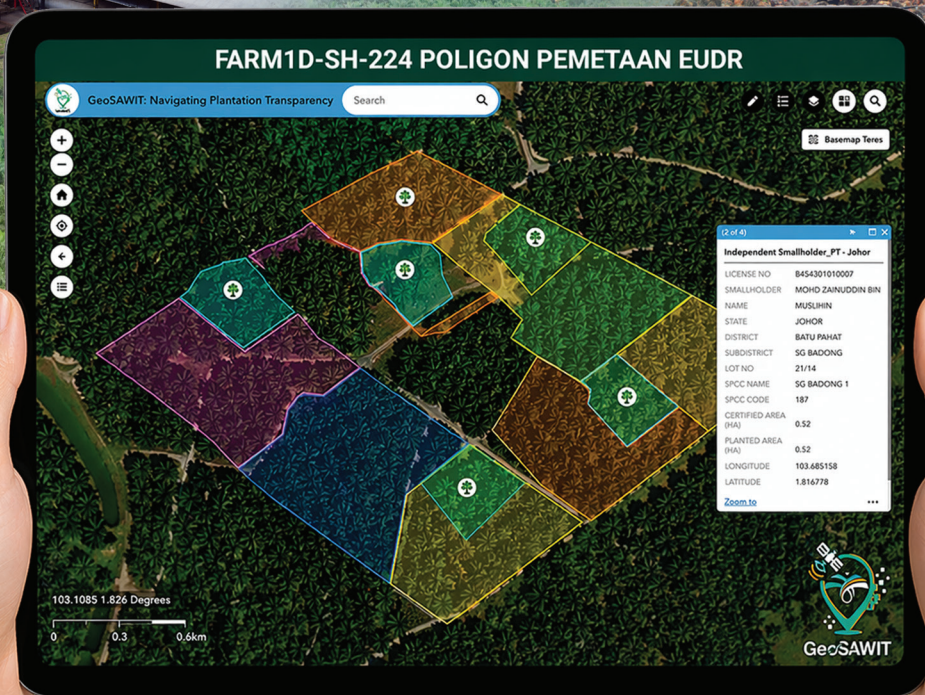 FARM1D-SH-224 POLIGON PEMETAAN EUDR
GeoSAWIT: Navigating Plantation Transparency
Search
Basemap Teres
(2 of 4)
Independent Smallholder_PT - Johor
LICENSE NO B4S4301010007
SMALLHOLDER MOHD ZAINUDDIN BIN
NAME MUSLIHIN
STATE JOHOR
DISTRICT BATU PAHAT
SUBDISTRICT SG BADONG
LOT NO 21/14
SPCC NAME SG BADONG 1
SPCC CODE 187
CERTIFIED AREA
(HA) 0.52
PLANTED AREA
(HA) 0.52
LONGITUDE 103.685158
LATITUDE 1.816778
Zoom to
103.1085 1.826 Degrees
0 0.3 0.6km
GeoSAWIT